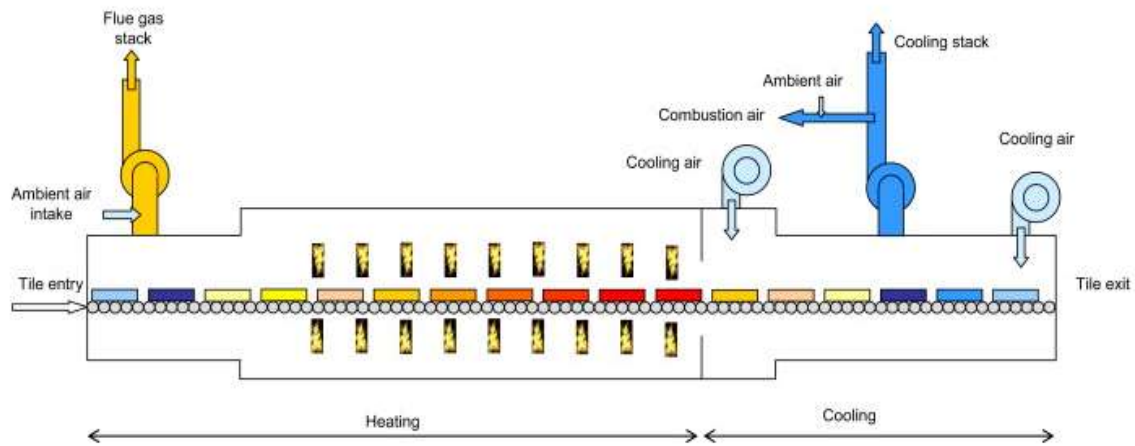 Flue gas
stack
Cooling stack
Ambient air
Combustion air
Cooling air
Cooling air
Ambient air
intake
Tile entry
Tile exit
Heating
Cooling